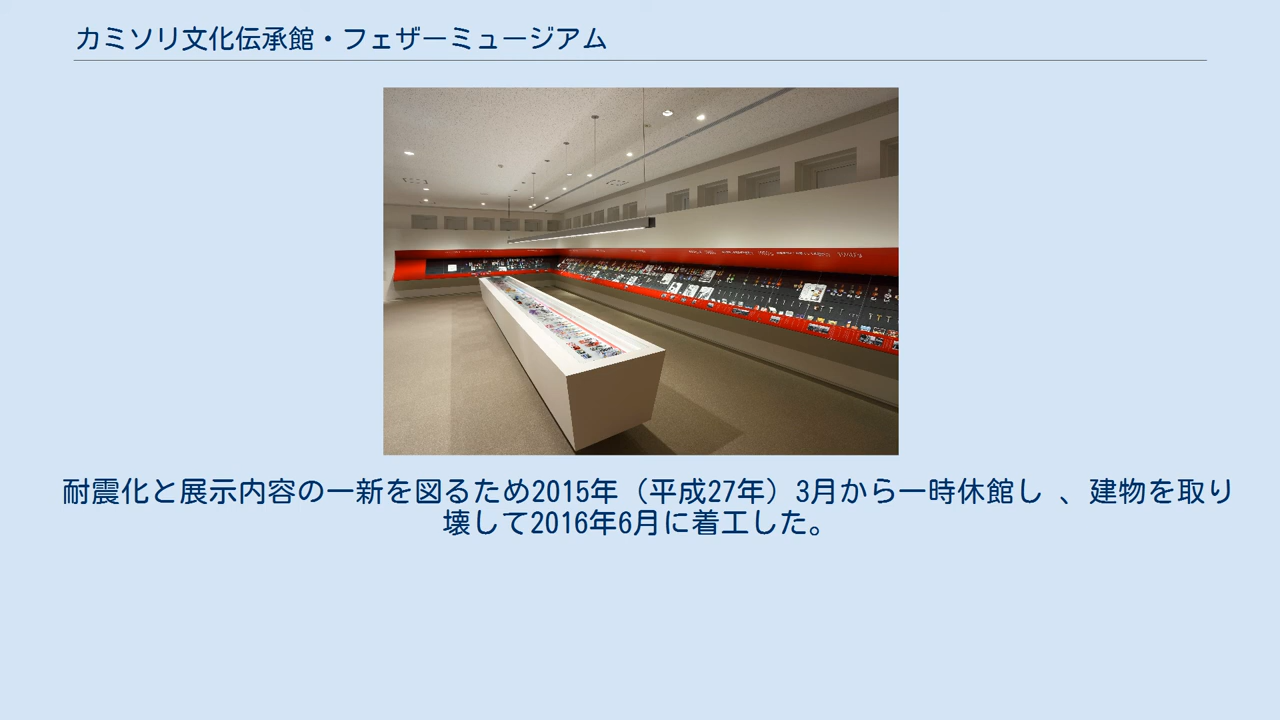 カミソリ文化伝承館・フェザーミュージアム
耐震化と展示内容の一新を図るため2015年（平成27年）3月から一時休館し 、建物を取り
壊して2016年6月に着工した。